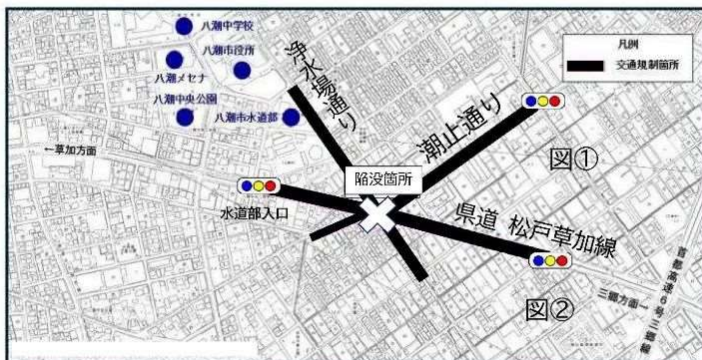 八潮中学校
八潮市役所
八潮メセナ
八潮中央公園
八潮市水道部
浄水場通り
潮止通り
凡例
交通規制箇所
図①
←草加方面
陥没箇所
水道部入口
県道 松戸草加線
図②
三郷方面→
首都高速6号三郷線